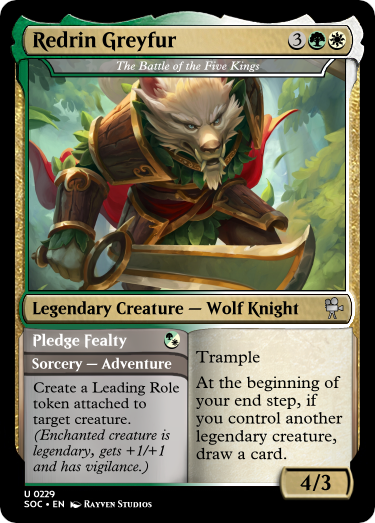 Redrin Greyfur 3
The Battle of the Five Kings
Legendary Creature — Wolf Knight
Pledge Fealty
Sorcery — Adventure
Create a Leading Role
token attached to
target creature.
(Enchanted creature is
legendary, gets +1/+1
and has vigilance.)
Trample
At the beginning of
your end step, if
you control another
legendary creature,
draw a card.
4/3
U 0229
SOC • EN Rayven Studios